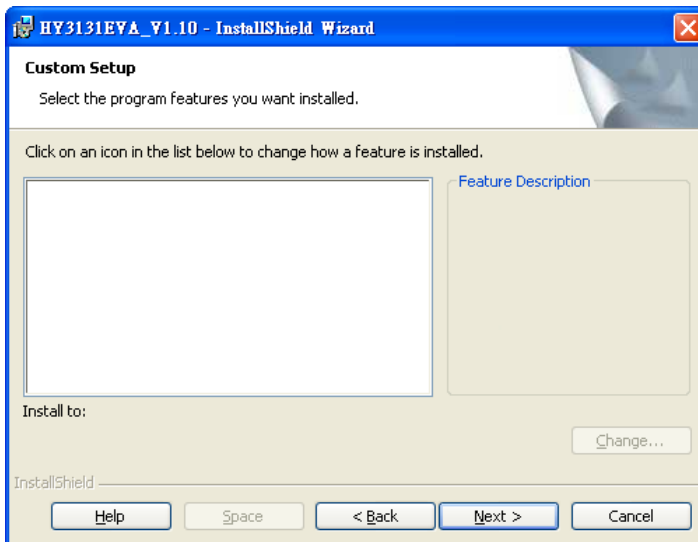 HY3131EVA_V1.10 - InstallShield Wizard
Custom Setup
Select the program features you want installed.
Click on an icon in the list below to change how a feature is installed.
Feature Description
Install to:
Change...
InstallShield
Help
Space
< Back
Next >
Cancel